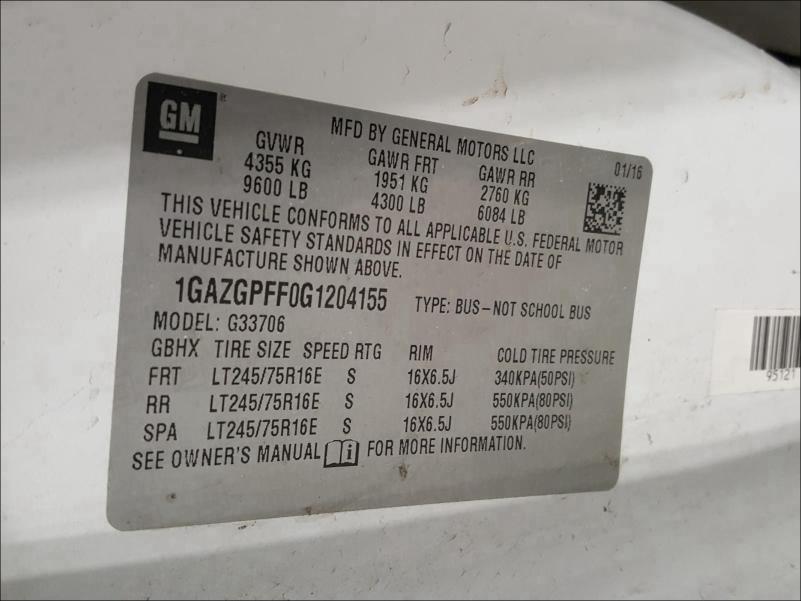 GM
MFD BY GENERAL MOTORS LLC
GVWR GAWR FRT GAWR RR 01/16
4355 KG 1951 KG 2760 KG
9600 LB 4300 LB 6084 LB
THIS VEHICLE CONFORMS TO ALL APPLICABLE U.S. FEDERAL MOTOR
VEHICLE SAFETY STANDARDS IN EFFECT ON THE DATE OF
MANUFACTURE SHOWN ABOVE.
1GAZGPFF0G1204155 TYPE: BUS-NOT SCHOOL BUS
MODEL: G33706
GBHX TIRE SIZE SPEED RTG RIM COLD TIRE PRESSURE
FRT LT245/75R16E S 16X6.5J 340KPA(50PSI)
RR LT245/75R16E S 16X6.5J 550KPA(80PSI)
SPA LT245/75R16E S 16X6.5J 550KPA(80PSI)
SEE OWNER'S MANUAL FOR MORE INFORMATION.
95121